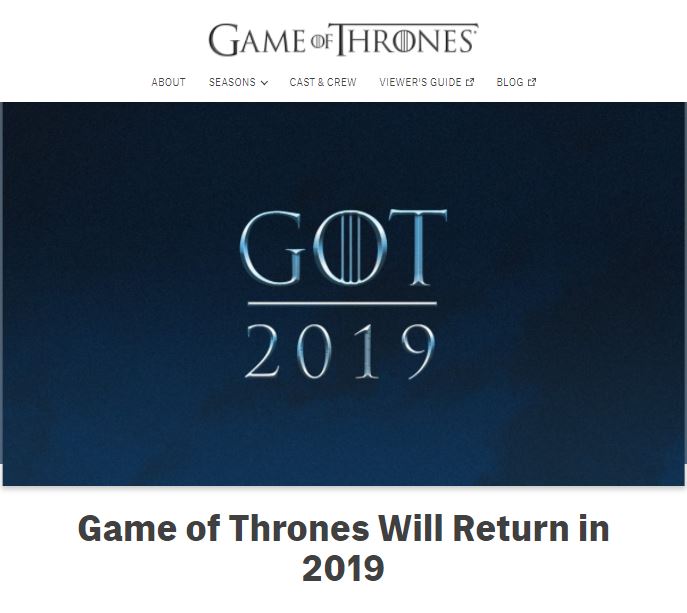 GAME OF THRONES
ABOUT SEASONS CAST & CREW VIEWER'S GUIDE BLOG
GOT
2019
Game of Thrones Will Return in
2019